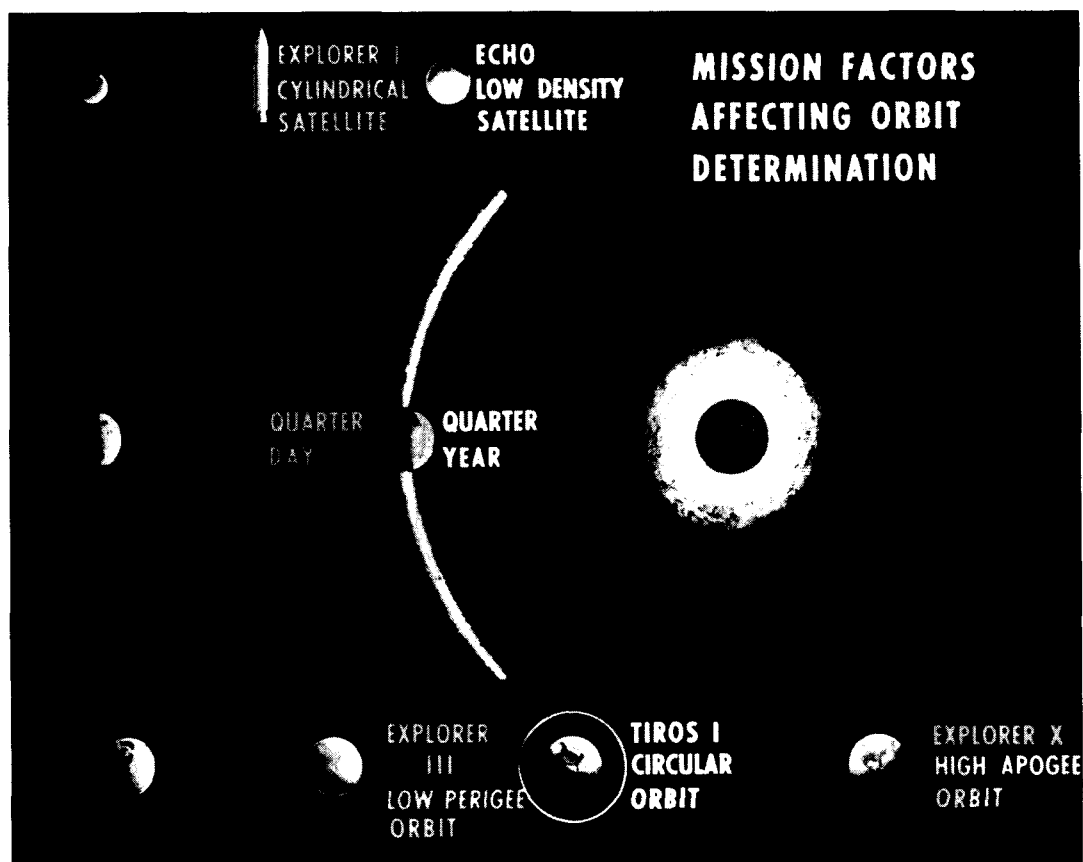 EXPLORER I
CYLINDRICAL
SATELLITE
ECHO
LOW DENSITY
SATELLITE
MISSION FACTORS
AFFECTING ORBIT
DETERMINATION
QUARTER
DAY
QUARTER
YEAR
EXPLORER
III
LOW PERIGEE
ORBIT
TIROS I
CIRCULAR
ORBIT
EXPLORER X
HIGH APOGEE
ORBIT